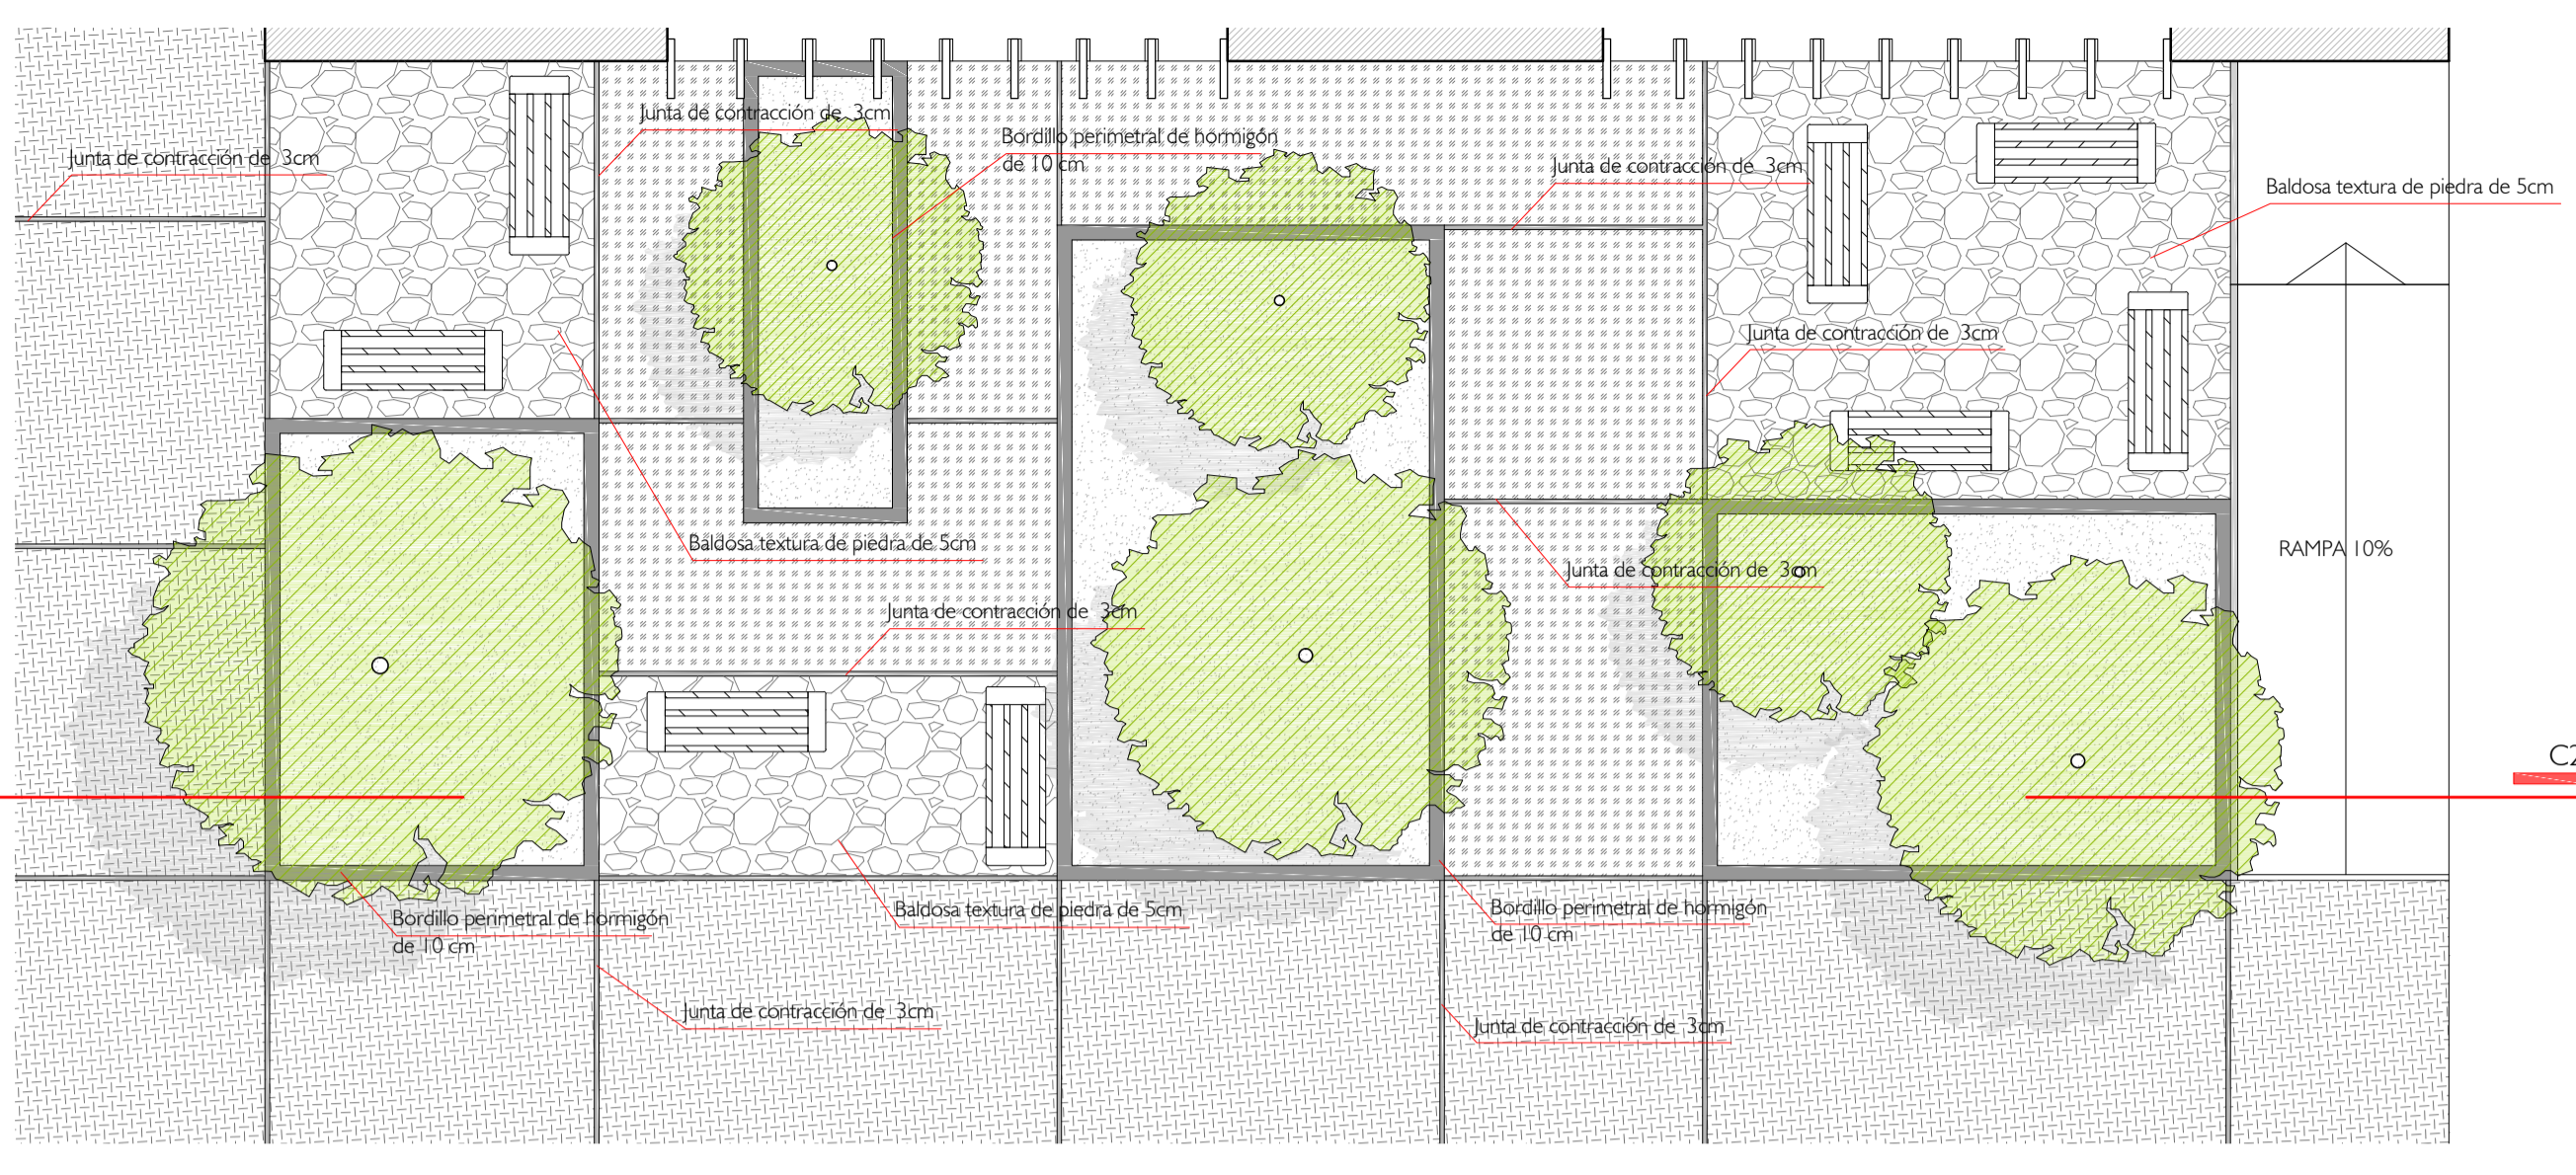 Junta de contracción de 3cm
Bordillo perimetral de hormigón
de 10 cm
Junta de contracción de 3cm
Junta de contracción de 3cm
Baldosa textura de piedra de 5cm
Junta de contracción de 3cm
Baldosa textura de piedra de 5cm
RAMPA 10%
Junta de contracción de 3cm
Junta de contracción de 3cm
C2
Baldosa textura de piedra de 5cm
Bordillo perimetral de hormigón
de 10 cm
Bordillo perimetral de hormigón
de 10 cm
Junta de contracción de 3cm
Junta de contracción de 3cm